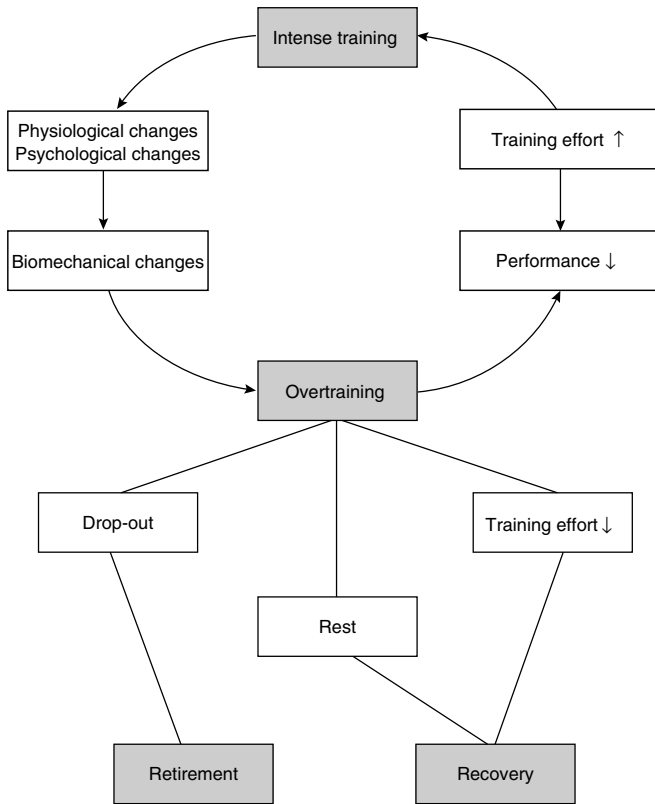 Intense training
Physiological changes
Psychological changes
Training effort ↑
Biomechanical changes
Performance ↓
Overtraining
Drop-out
Training effort ↓
Rest
Retirement
Recovery